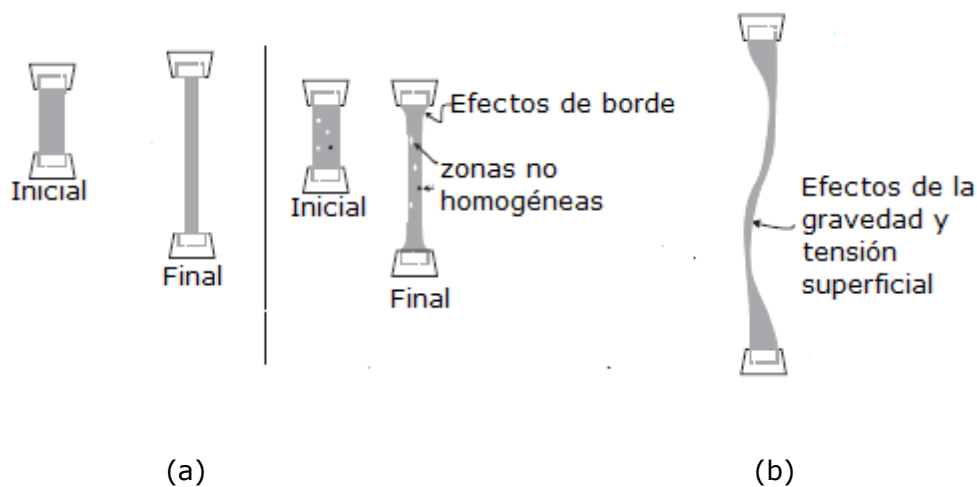 Inicial
Final
Efectos de borde
zonas no
homogéneas
Inicial
Final
Efectos de la
gravedad y
tensión
superficial
(a)
(b)